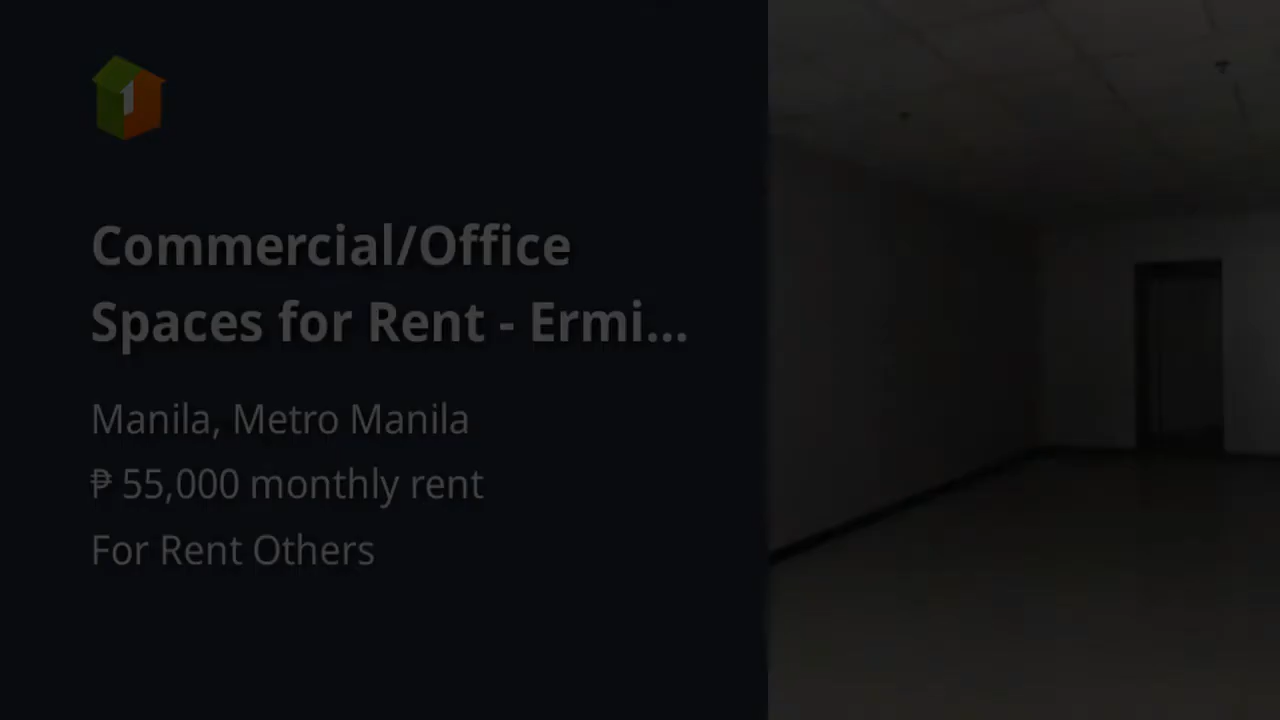 Commercial/Office
Spaces for Rent - Ermi...
Manila, Metro Manila
₱ 55,000 monthly rent
For Rent Others